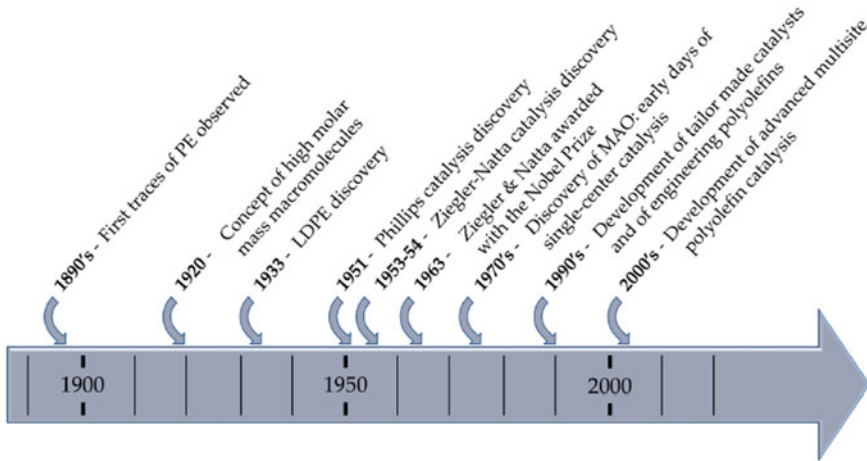 1890's - First traces of PE observed
1920 - Concept of high molar
mass macromolecules
1933 - LDPE discovery
1951 - Phillips catalysis discovery
1953-54 - Ziegler-Natta catalysis discovery
1963 - Ziegler & Natta awarded
with the Nobel Prize
1970's - Discovery of MAO: early days of
single-center catalysis
1990's - Development of tailor made catalysts
and of engineering polyolefins
2000's - Development of advanced multisite
polyolefin catalysis
1900
1950
2000